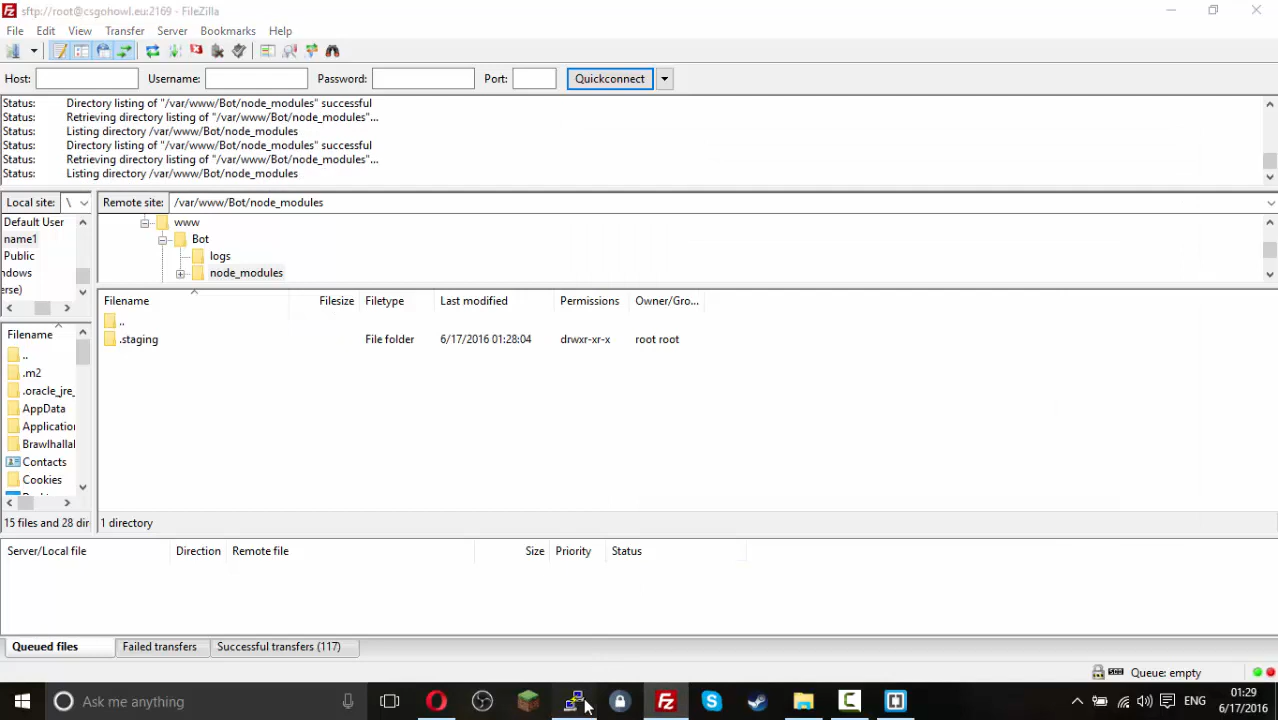 sftp://root@csgohowl.eu:2169 - FileZilla
File Edit View Transfer Server Bookmarks Help
Host: Username: Password: Port: Quickconnect
Status: Directory listing of "/var/www/Bot/node_modules" successful
Status: Retrieving directory listing of "/var/www/Bot/node_modules"...
Status: Listing directory /var/www/Bot/node_modules
Status: Directory listing of "/var/www/Bot/node_modules" successful
Status: Retrieving directory listing of "/var/www/Bot/node_modules"...
Status: Listing directory /var/www/Bot/node_modules
Local site: \
Default User
name1
Public
ndows
erse)
Filename
..
.m2
.oracle_jre_
AppData
Application
Brawlhallal
Contacts
Cookies
15 files and 28 dir
Remote site: /var/www/Bot/node_modules
www
Bot
logs
node_modules
Filename Filesize Filetype Last modified Permissions Owner/Gro...
..
.staging File folder 6/17/2016 01:28:04 drwxr-xr-x root root
1 directory
Server/Local file Direction Remote file Size Priority Status
Queued files Failed transfers Successful transfers (117)
Queue: empty
Ask me anything
ENG
01:29
6/17/2016